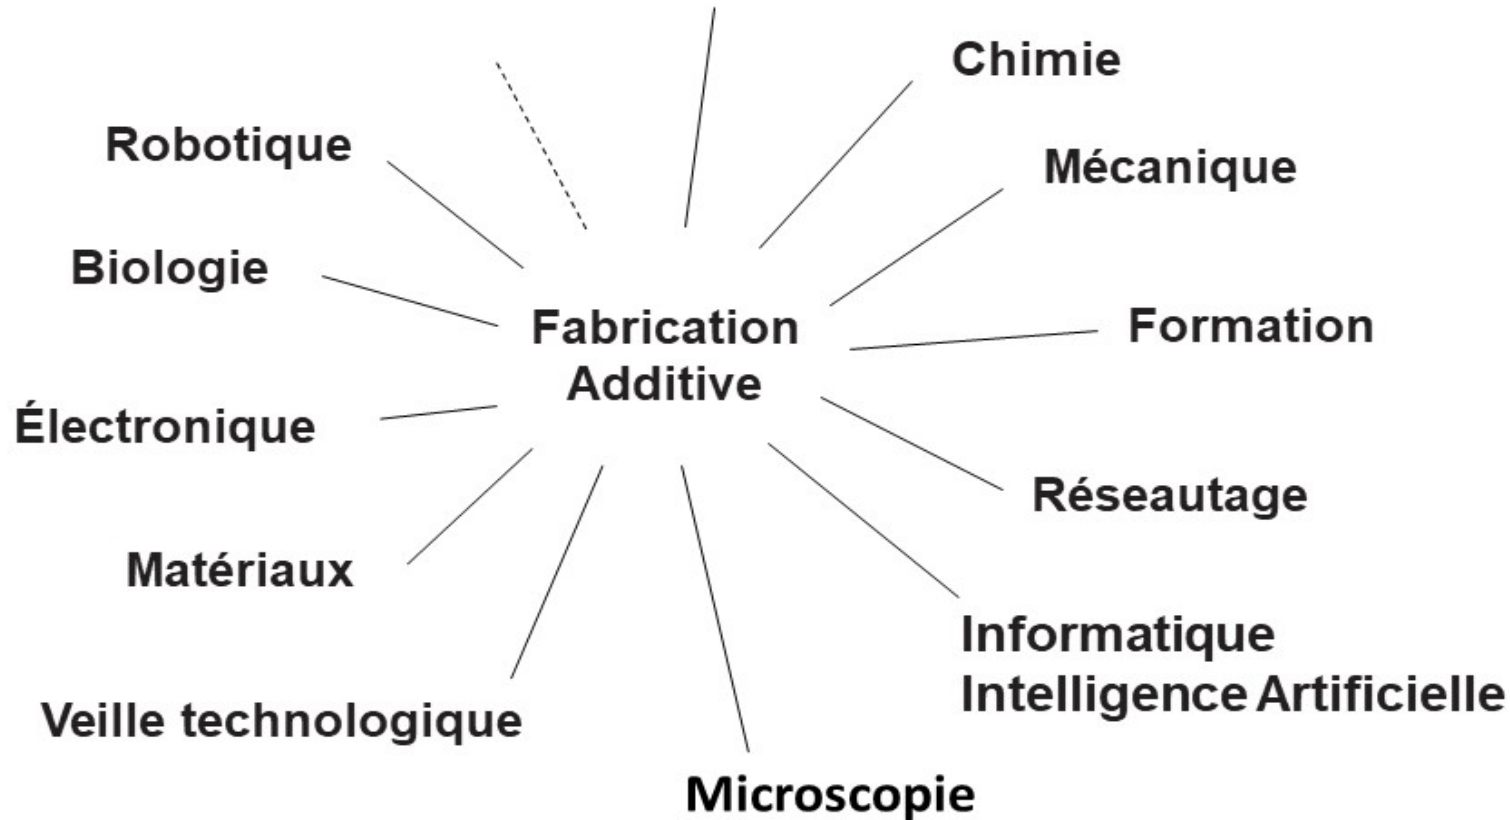 Chimie
Robotique
Mécanique
Biologie
Fabrication
Additive
Formation
Électronique
Réseautage
Matériaux
Informatique
Intelligence Artificielle
Veille technologique
Microscopie